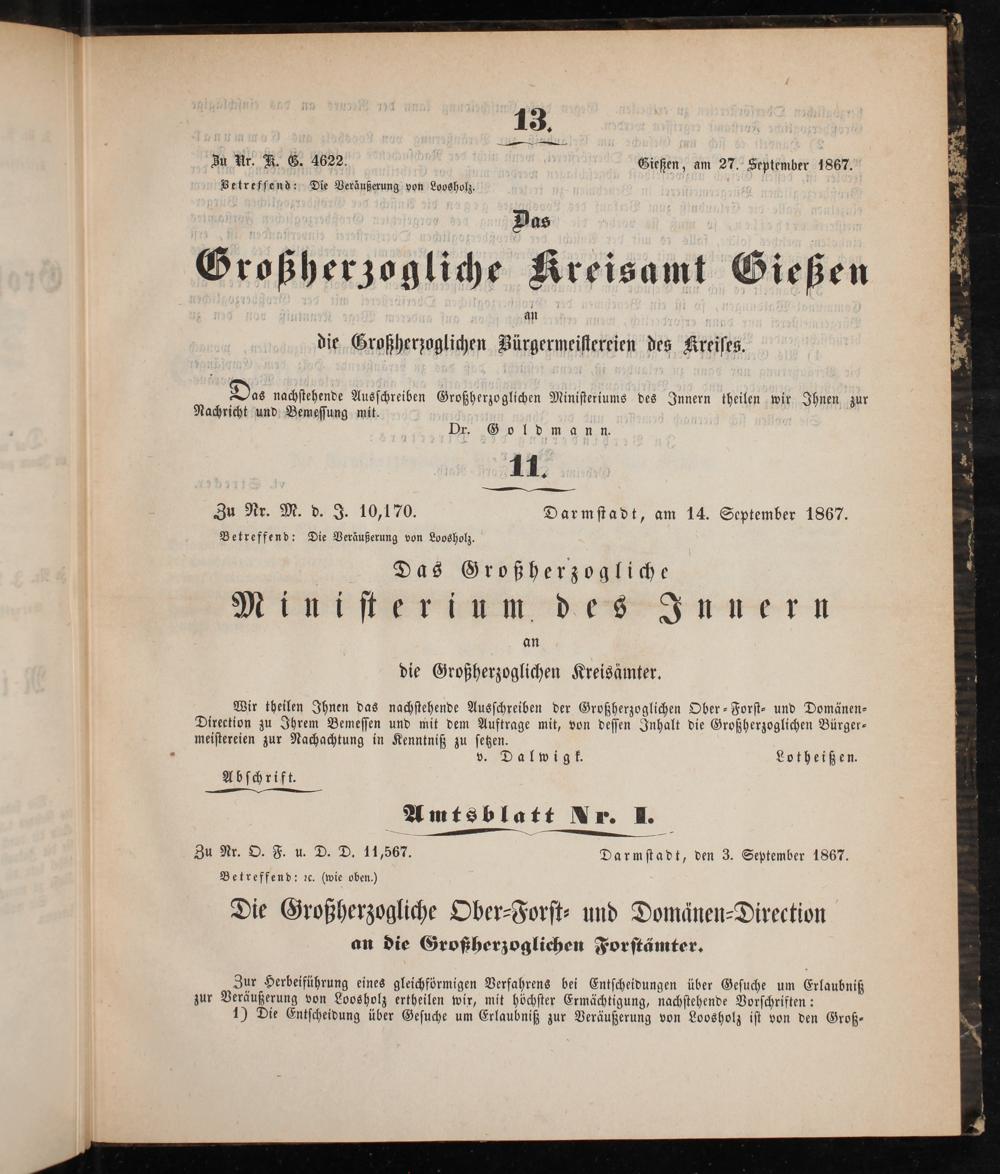 13.
Zu Nr. K. G. 4622. Gießen, am 27. September 1867.
Betreffend: Die Veräußerung von Loosholz.
Das
Großherzogliche Kreisamt Gießen
an
die Großherzoglichen Bürgermeistereien des Kreises.
Das nachstehende Ausschreiben Großherzoglichen Ministeriums des Innern theilen wir Ihnen zur
Nachricht und Bemessung mit.
Dr. Goldmann.
11.
Zu Nr. M. d. J. 10,170. Darmstadt, am 14. September 1867.
Betreffend: Die Veräußerung von Loosholz.
Das Großherzogliche
Ministerium des Innern
an
die Großherzoglichen Kreisämter.
Wir theilen Ihnen das nachstehende Ausschreiben der Großherzoglichen Ober-Forst- und Domänen-
Direction zu Ihrem Bemessen und mit dem Auftrage mit, von dessen Inhalt die Großherzoglichen Bürger-
meistereien zur Nachachtung in Kenntniß zu setzen.
v. Dalwigk. Lotheißen.
Abschrift.
Amtsblatt Nr. I.
Zu Nr. O. F. u. D. D. 11,567. Darmstadt, den 3. September 1867.
Betreffend: ꝛc. (wie oben.)
Die Großherzogliche Ober-Forst- und Domänen-Direction
an die Großherzoglichen Forstämter.
Zur Herbeiführung eines gleichförmigen Verfahrens bei Entscheidungen über Gesuche um Erlaubniß
zur Veräußerung von Loosholz ertheilen wir, mit höchster Ermächtigung, nachstehende Vorschriften:
1) Die Entscheidung über Gesuche um Erlaubniß zur Veräußerung von Loosholz ist von den Groß-